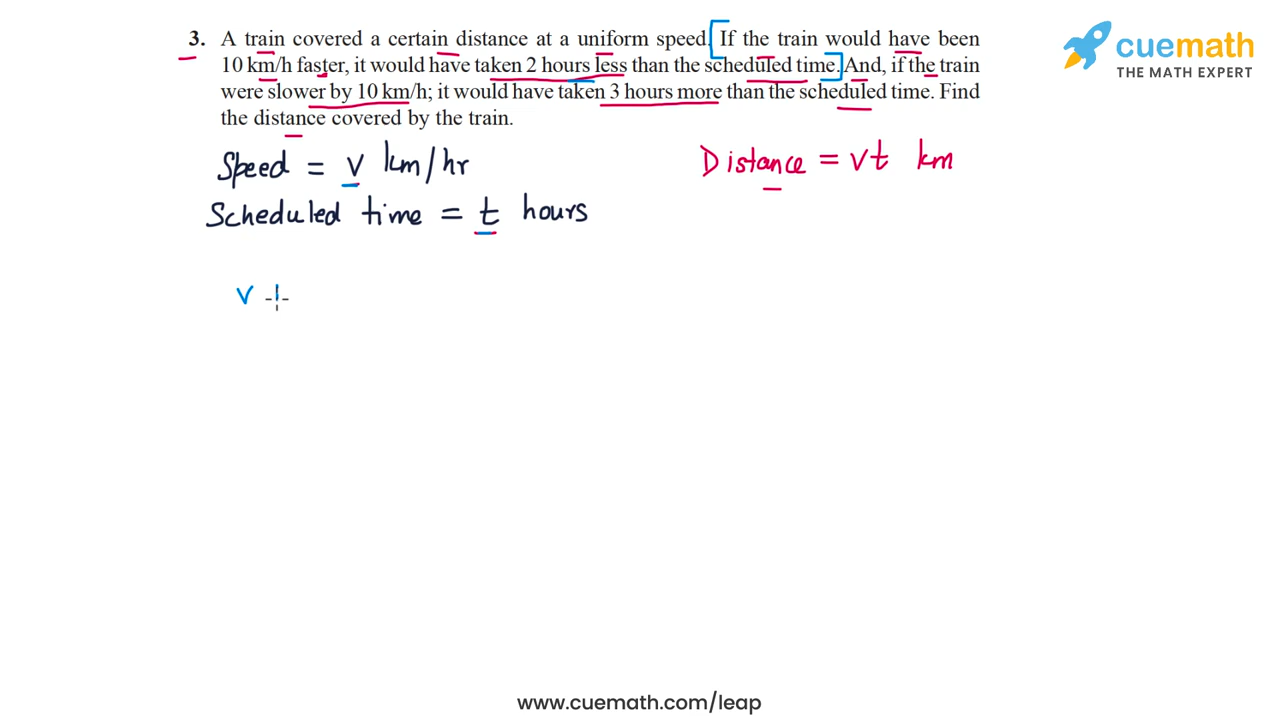 3. A train covered a certain distance at a uniform speed. If the train would have been
10 km/h faster, it would have taken 2 hours less than the scheduled time. And, if the train
were slower by 10 km/h; it would have taken 3 hours more than the scheduled time. Find
the distance covered by the train.
cuemath
THE MATH EXPERT
Speed = v km/hr
Distance = vt km
Scheduled time = t hours
v +
www.cuemath.com/leap